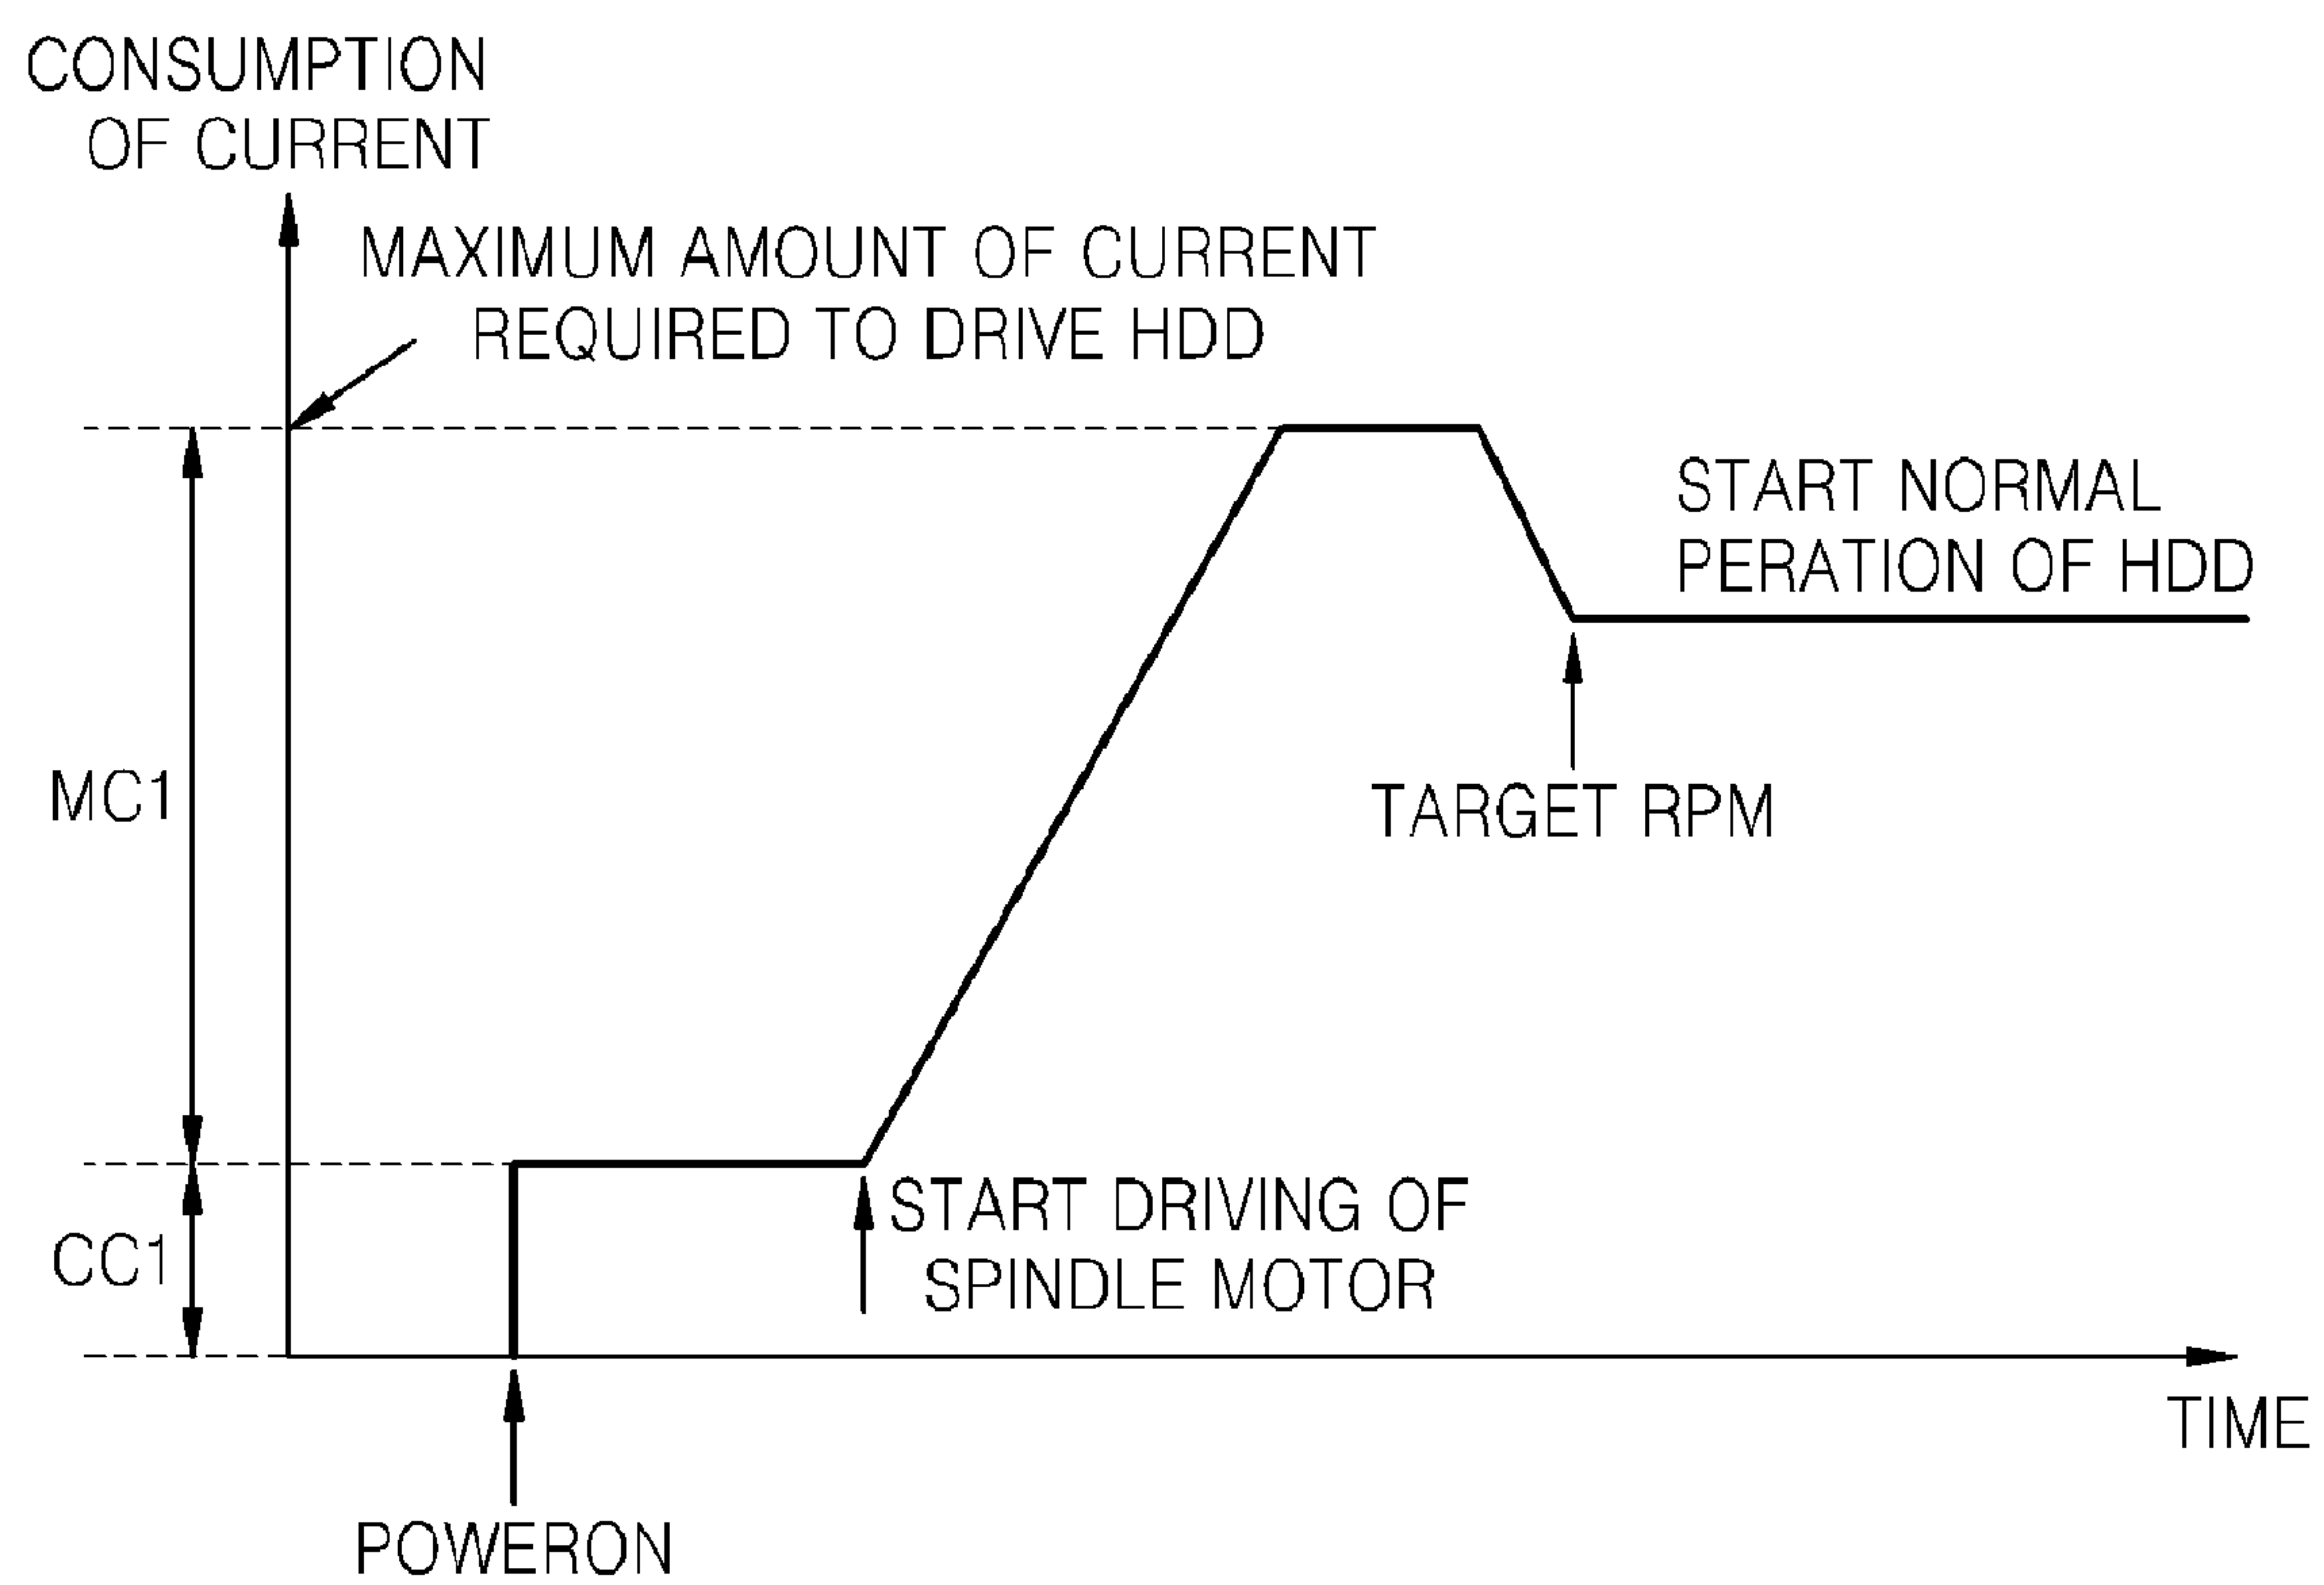 CONSUMPTION
OF CURRENT
MAXIMUM AMOUNT OF CURRENT
REQUIRED TO DRIVE HDD
START NORMAL
PERATION OF HDD
MC1
TARGET RPM
START DRIVING OF
SPINDLE MOTOR
CC1
TIME
POWERON